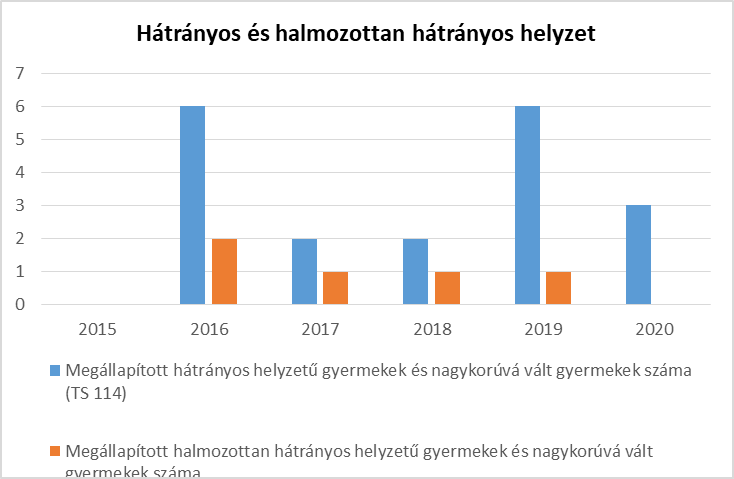 Hátrányos és halmozottan hátrányos helyzet
7
6
5
4
3
2
1
0
2015 2016 2017 2018 2019 2020
Megállapított hátrányos helyzetű gyermekek és nagykorúvá vált gyermekek száma
(TS 114)
Megállapított halmozottan hátrányos helyzetű gyermekek és nagykorúvá vált
gyermekek száma